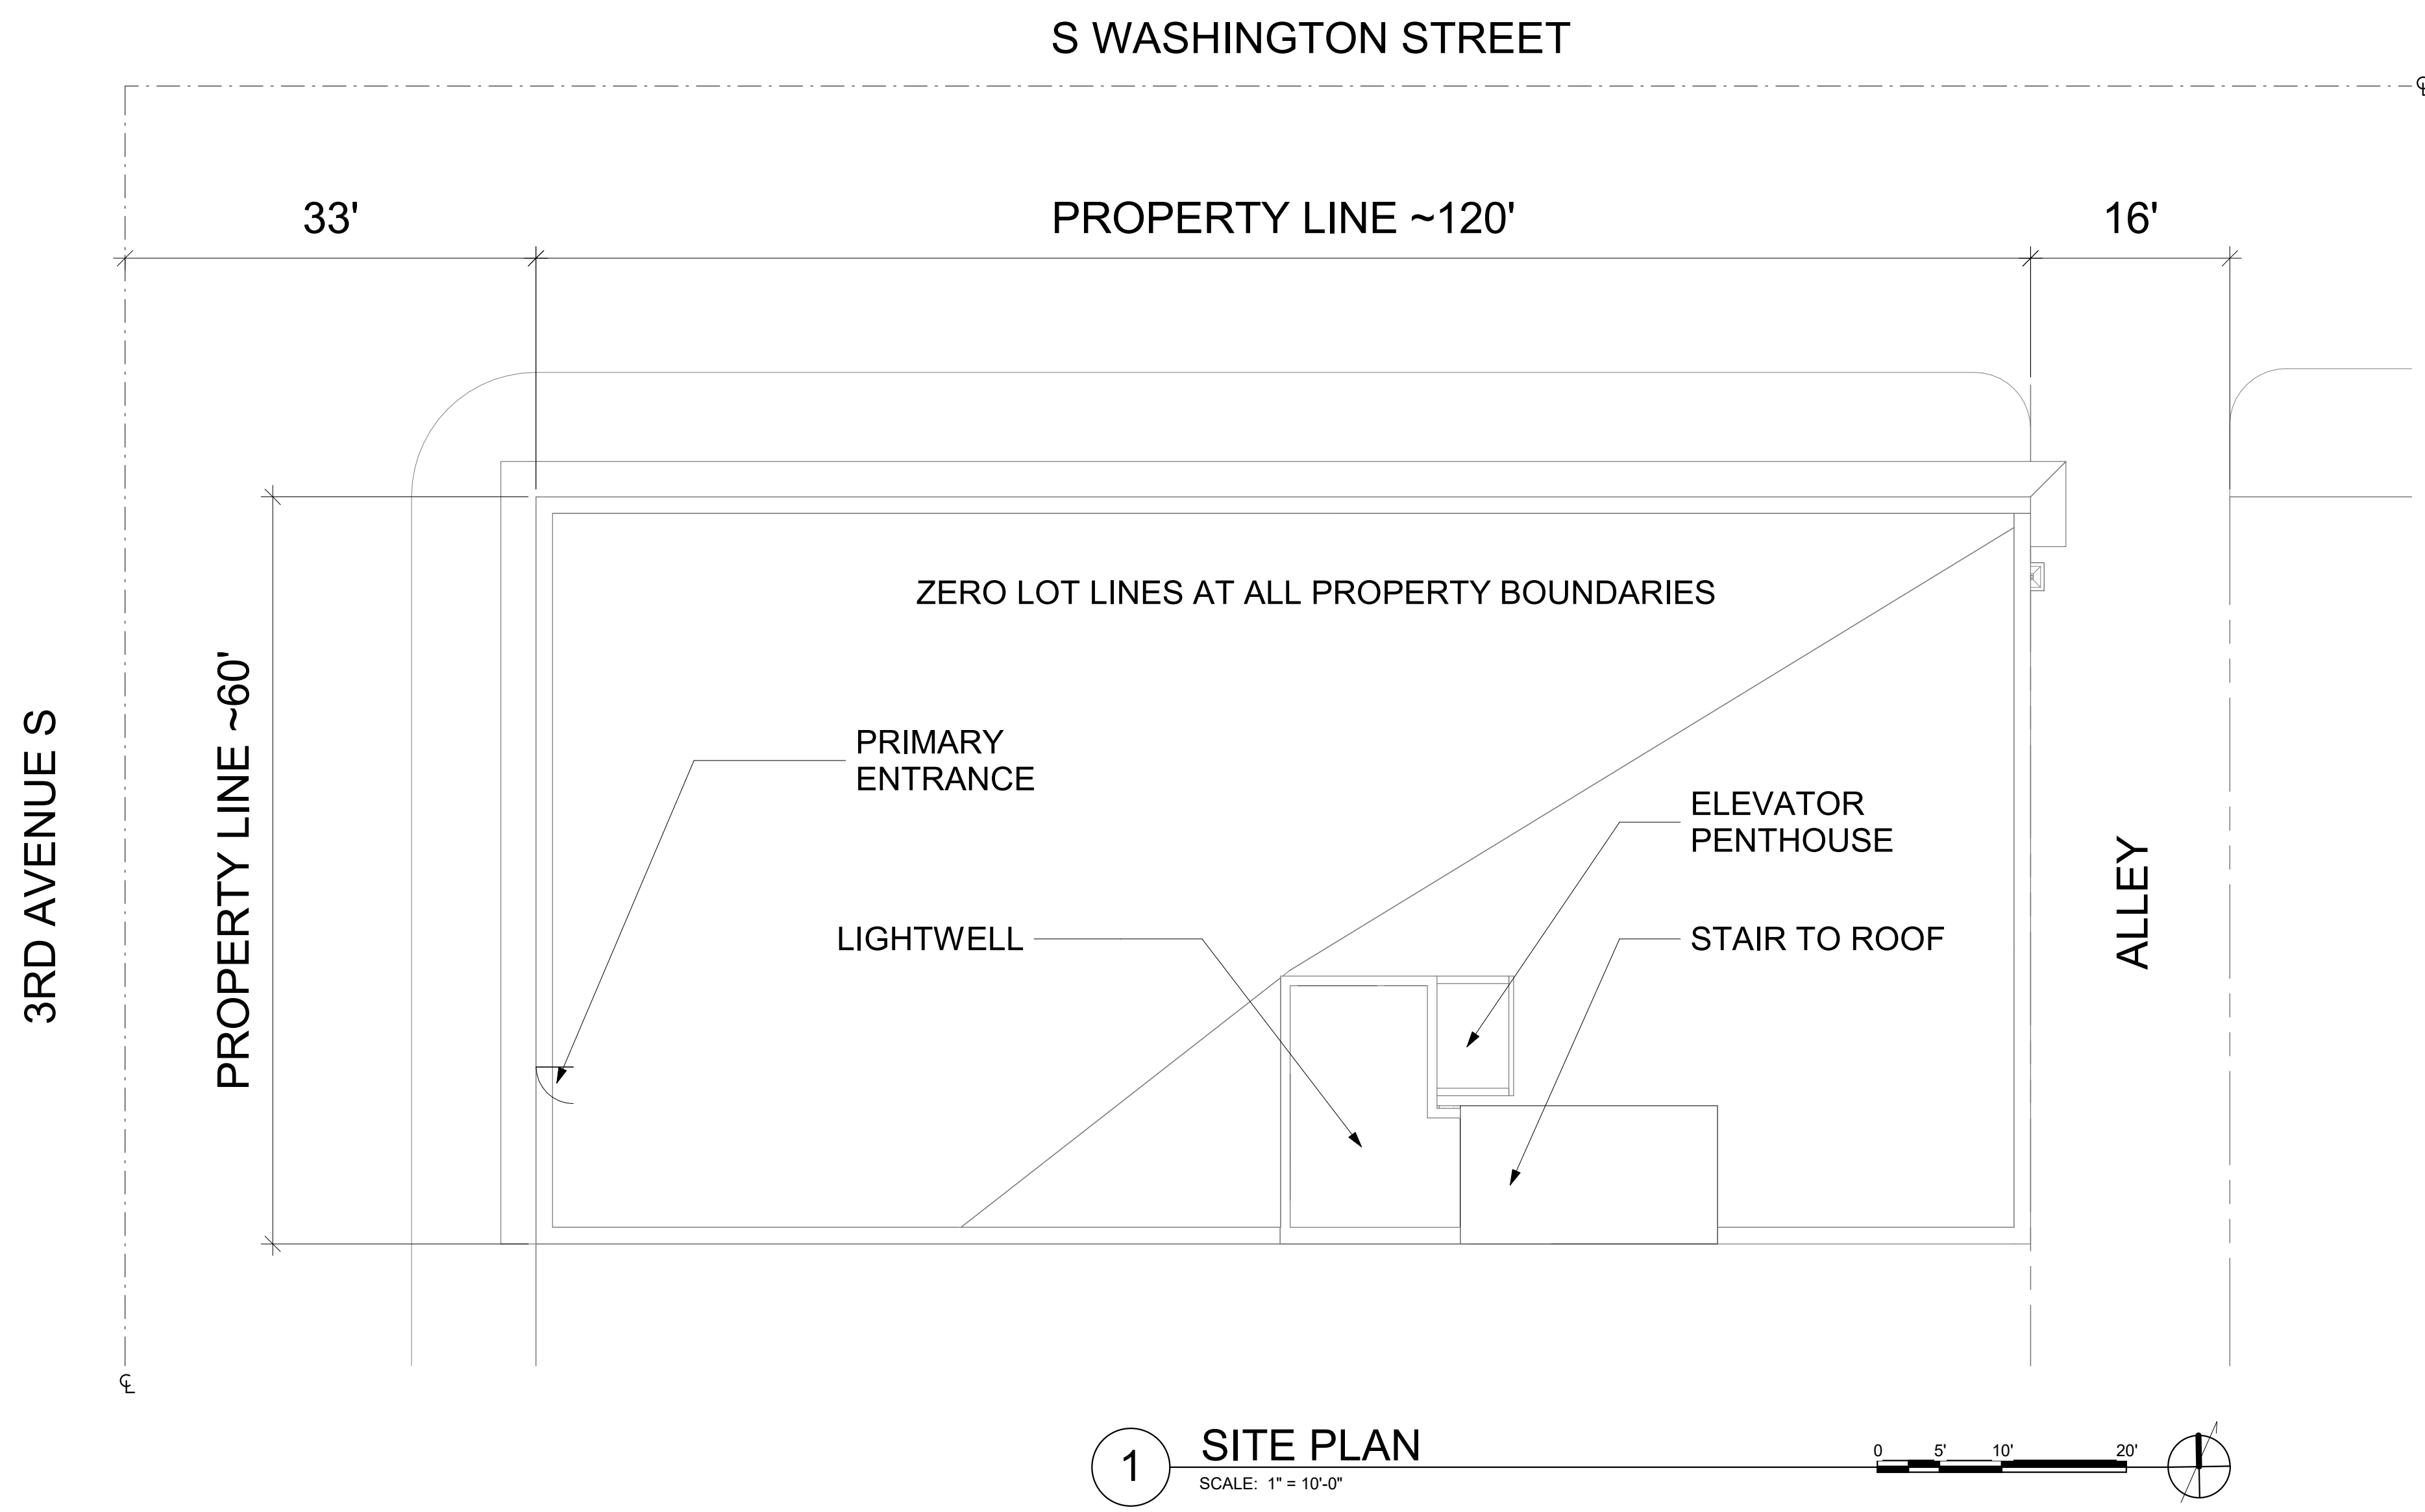 S WASHINGTON STREET
℄
33'
PROPERTY LINE ~120'
16'
ZERO LOT LINES AT ALL PROPERTY BOUNDARIES
3RD AVENUE S
PROPERTY LINE ~60'
PRIMARY
ENTRANCE
ELEVATOR
PENTHOUSE
LIGHTWELL
STAIR TO ROOF
ALLEY
℄
1
SITE PLAN
SCALE: 1" = 10'-0"
0 5' 10' 20'